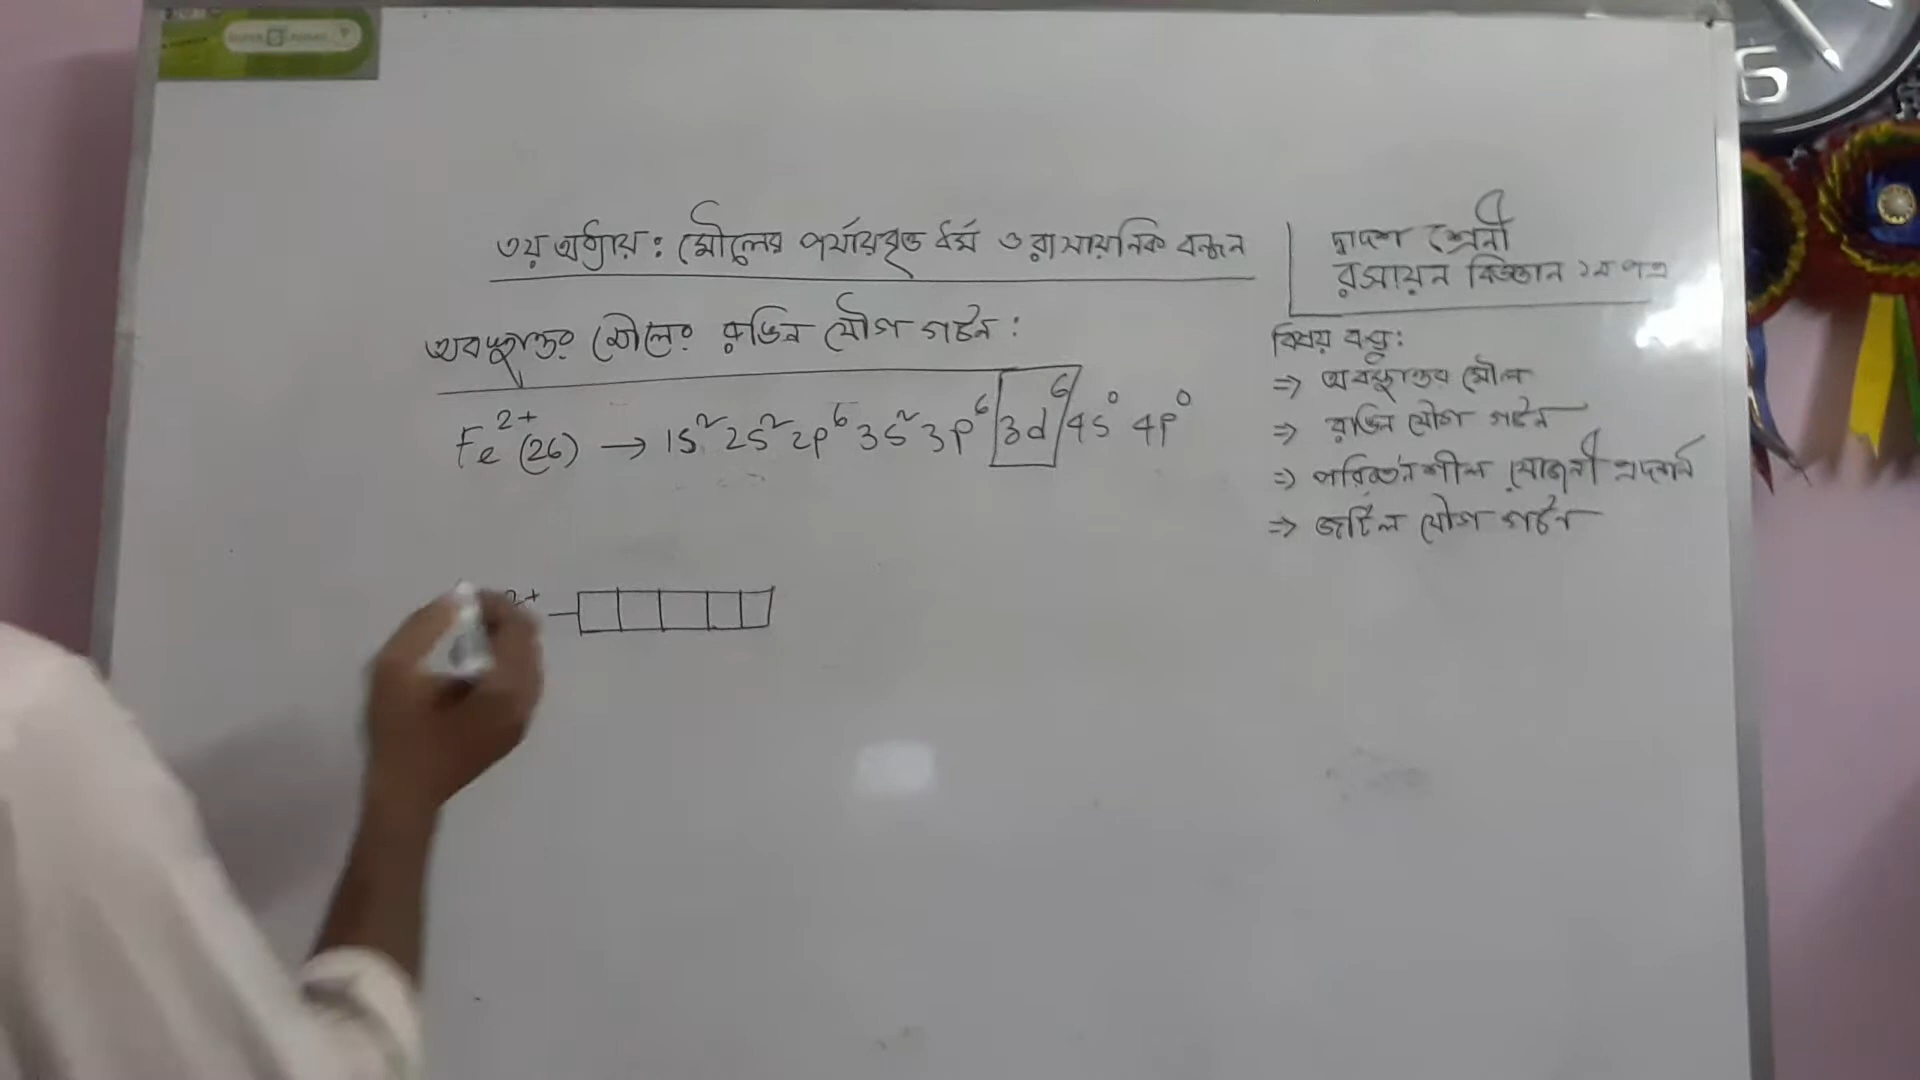 ৩য় অধ্যায় : মৌলের পর্যায়বৃত্ত ধর্ম ও রাসায়নিক বন্ধন
দ্বাদশ শ্রেনী
রসায়ন বিজ্ঞান ১ম পত্র
অবস্থান্তর মৌলের রঙিন যৌগ গঠন :
Fe²⁺(26) → 1s² 2s² 2p⁶ 3s² 3p⁶ 3d⁶ 4s⁰ 4p⁰
বিষয় বস্তু :
⇒ অবস্থান্তর মৌল
⇒ রঙিন যৌগ গঠন
⇒ পরিবর্তনশীল যোজনী প্রদর্শন
⇒ জটিল যৌগ গঠন
2+
6